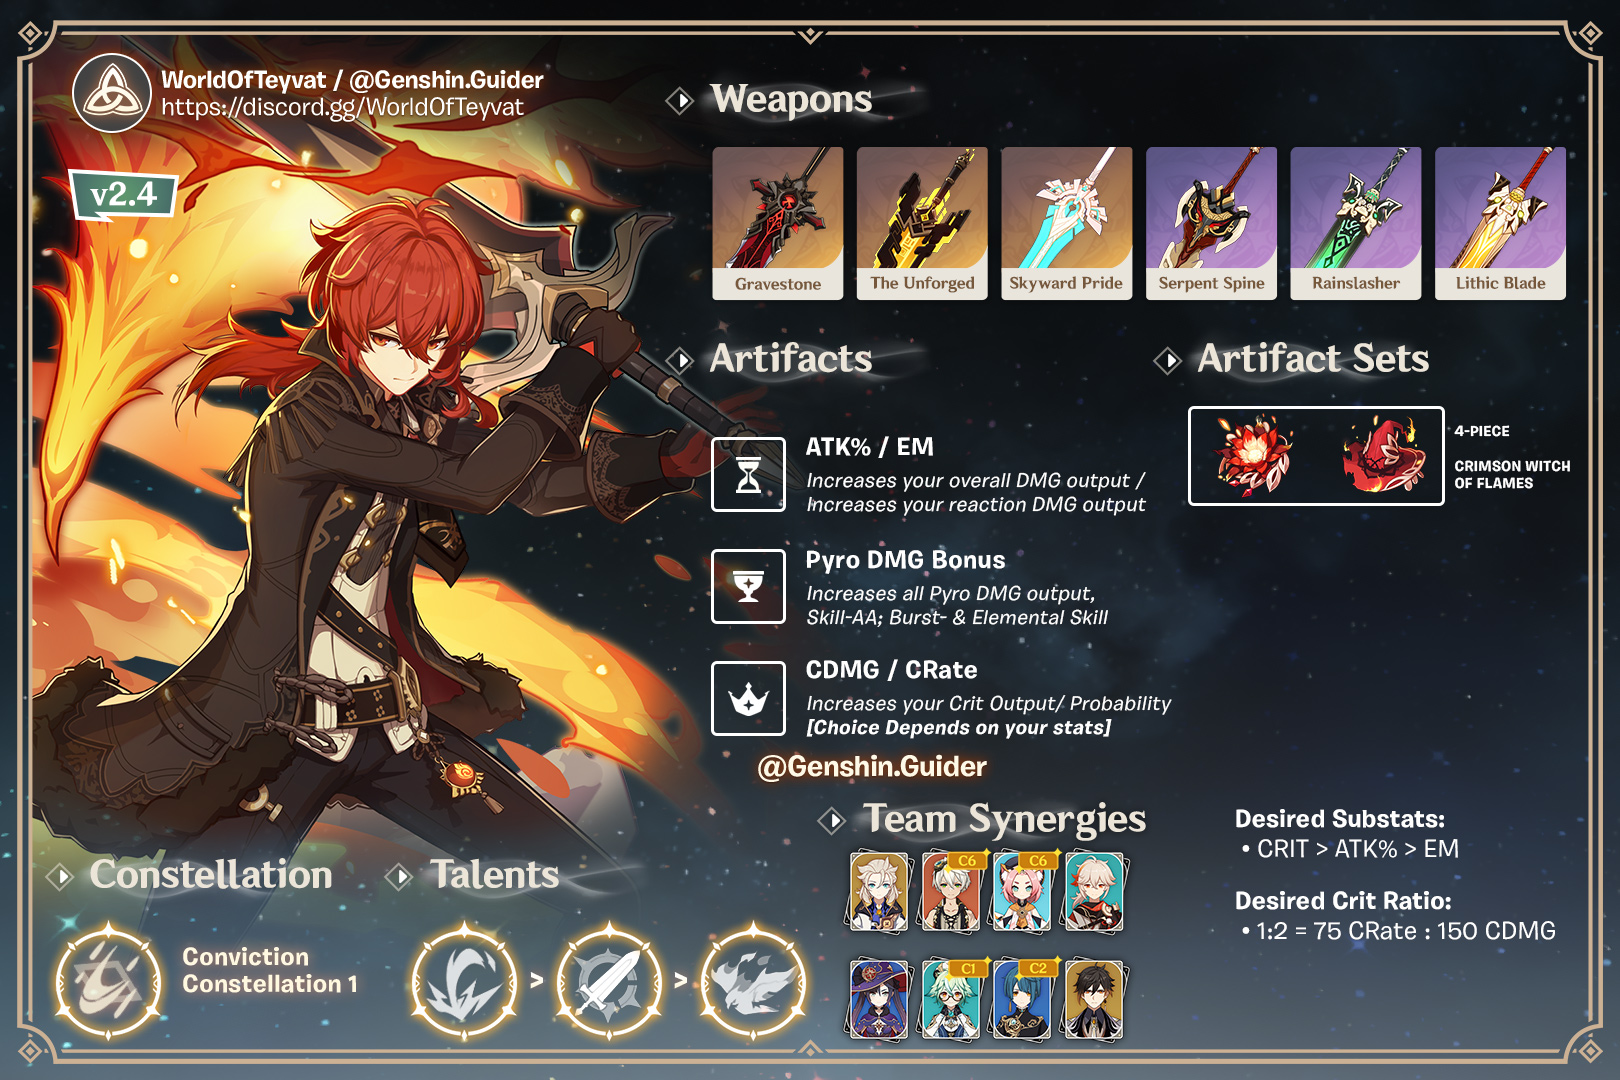 WorldOfTeyvat / @Genshin.Guider
https://discord.gg/WorldOfTeyvat
v2.4
Weapons
Gravestone
The Unforged
Skyward Pride
Serpent Spine
Rainslasher
Lithic Blade
Artifacts
ATK% / EM
Increases your overall DMG output /
Increases your reaction DMG output
Pyro DMG Bonus
Increases all Pyro DMG output,
Skill-AA; Burst- & Elemental Skill
CDMG / CRate
Increases your Crit Output/ Probability
[Choice Depends on your stats]
@Genshin.Guider
Artifact Sets
4-PIECE
CRIMSON WITCH
OF FLAMES
Constellation
Conviction
Constellation 1
Talents
>
>
Team Synergies
C6
C6
C1
C2
Desired Substats:
• CRIT > ATK% > EM
Desired Crit Ratio:
• 1:2 = 75 CRate : 150 CDMG